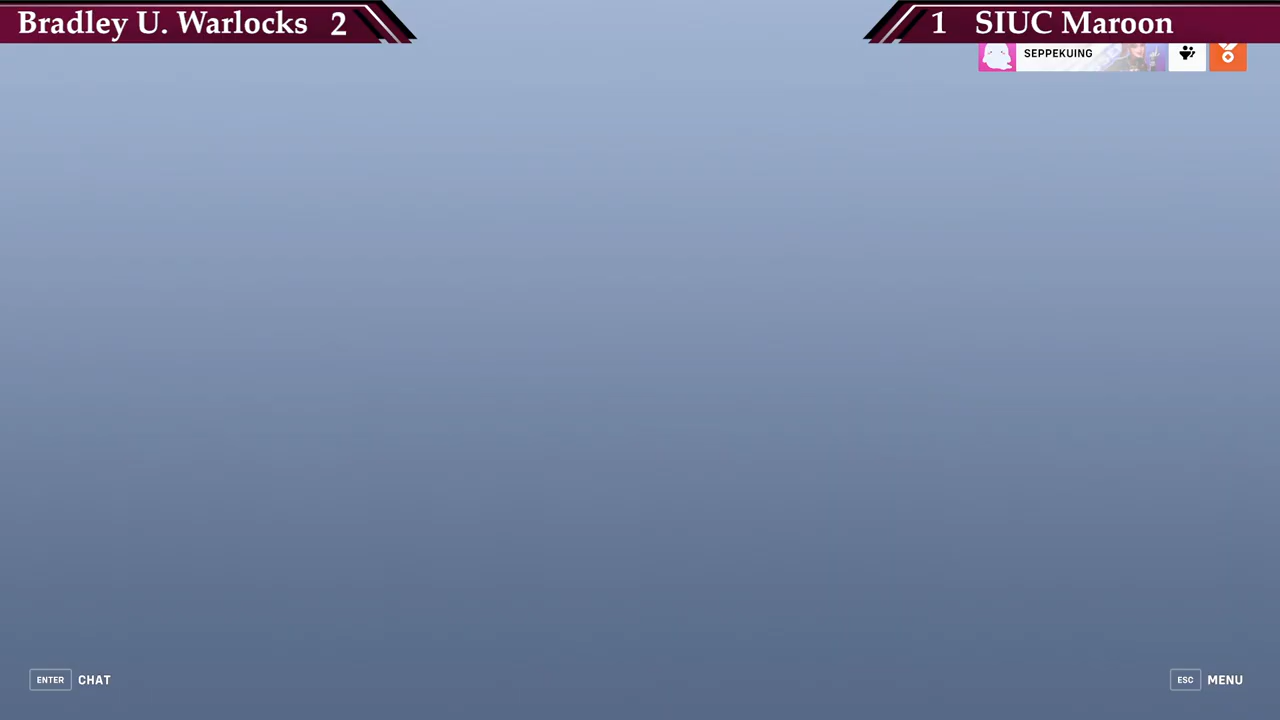 Bradley U. Warlocks 2
1 SIUC Maroon
SEPPEKUING
ENTER CHAT
ESC MENU